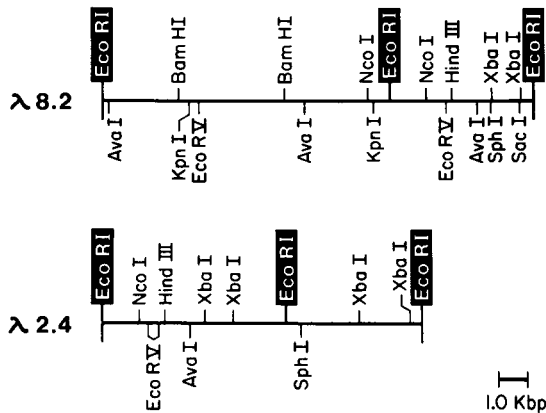 Eco RI
Bam HI
Bam HI
Nco I
Eco RI
Nco I
Hind III
Xba I
Xba I
Eco RI
λ 8.2
Ava I
Kpn I
Eco RV
Ava I
Kpn I
Eco RV
Ava I
Sph I
Sac I
Eco RI
Nco I
Hind III
Xba I
Xba I
Eco RI
Xba I
Xba I
Eco RI
λ 2.4
Eco RV
Ava I
Sph I
1.0 Kbp